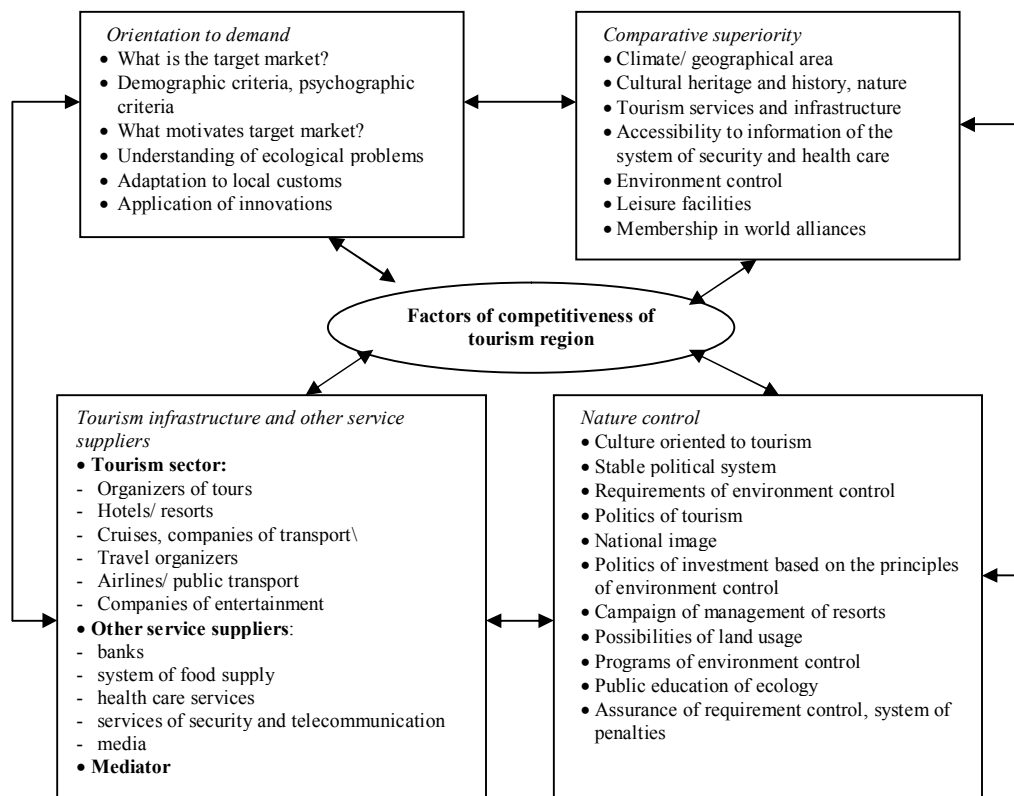 Orientation to demand
• What is the target market?
• Demographic criteria, psychographic
criteria
• What motivates target market?
• Understanding of ecological problems
• Adaptation to local customs
• Application of innovations
Comparative superiority
• Climate/ geographical area
• Cultural heritage and history, nature
• Tourism services and infrastructure
• Accessibility to information of the
system of security and health care
• Environment control
• Leisure facilities
• Membership in world alliances
Factors of competitiveness of
tourism region
Tourism infrastructure and other service
suppliers
• Tourism sector:
- Organizers of tours
- Hotels/ resorts
- Cruises, companies of transport\
- Travel organizers
- Airlines/ public transport
- Companies of entertainment
• Other service suppliers:
- banks
- system of food supply
- health care services
- services of security and telecommunication
- media
• Mediator
Nature control
• Culture oriented to tourism
• Stable political system
• Requirements of environment control
• Politics of tourism
• National image
• Politics of investment based on the principles
of environment control
• Campaign of management of resorts
• Possibilities of land usage
• Programs of environment control
• Public education of ecology
• Assurance of requirement control, system of
penalties